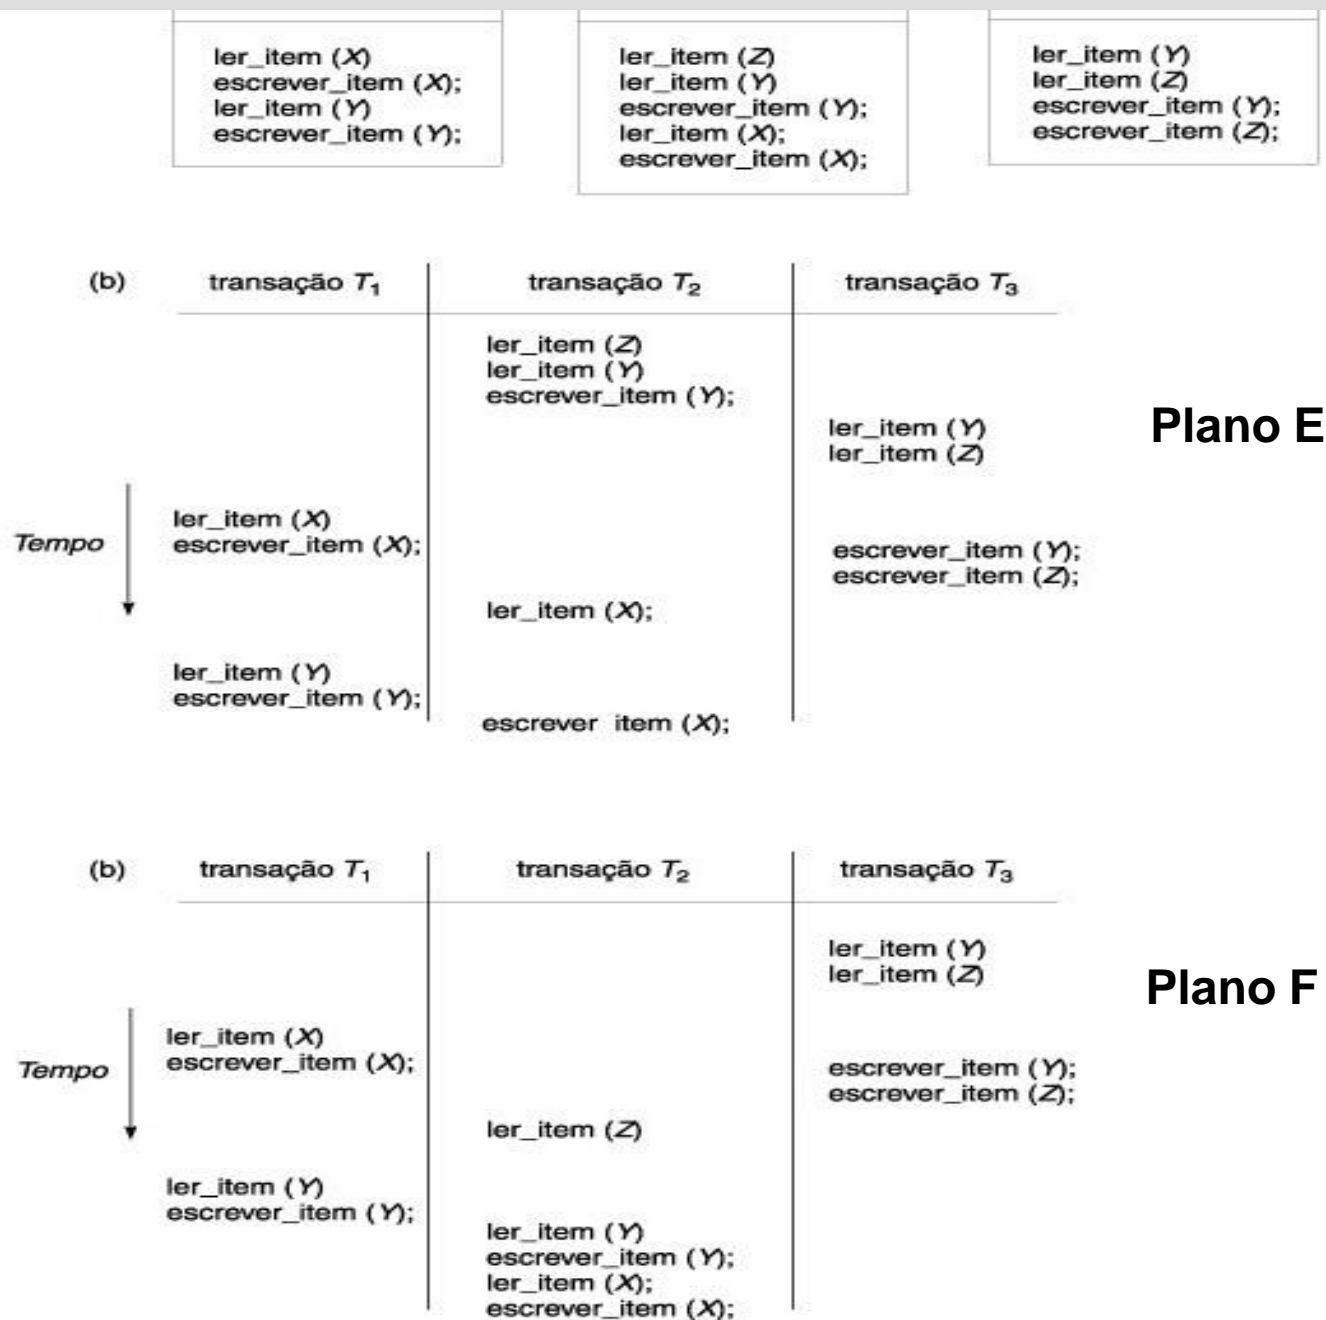 ler_item (X)
escrever_item (X);
ler_item (Y)
escrever_item (Y);
ler_item (Z)
ler_item (Y)
escrever_item (Y);
ler_item (X);
escrever_item (X);
ler_item (Y)
ler_item (Z)
escrever_item (Y);
escrever_item (Z);
(b) transação T1 transação T2 transação T3
ler_item (Z)
ler_item (Y)
escrever_item (Y);
ler_item (Y)
ler_item (Z)
Plano E
Tempo
ler_item (X)
escrever_item (X);
escrever_item (Y);
escrever_item (Z);
ler_item (X);
ler_item (Y)
escrever_item (Y);
escrever item (X);
(b) transação T1 transação T2 transação T3
ler_item (Y)
ler_item (Z)
Plano F
Tempo
ler_item (X)
escrever_item (X);
escrever_item (Y);
escrever_item (Z);
ler_item (Z)
ler_item (Y)
escrever_item (Y);
ler_item (Y)
escrever_item (Y);
ler_item (X);
escrever_item (X);